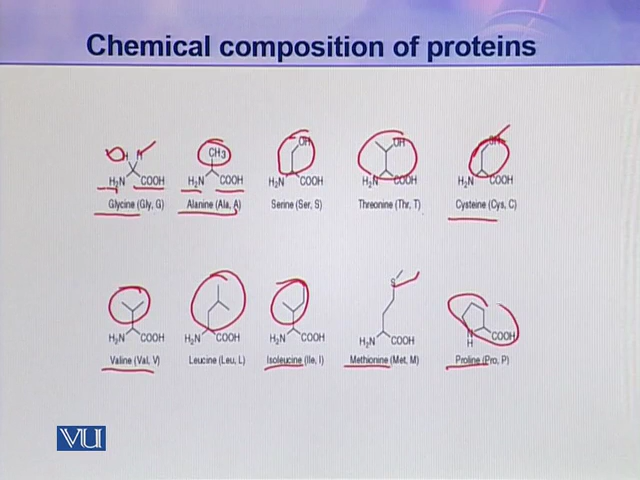 Chemical composition of proteins
H CH3 OH OH
H₂N COOH H₂N COOH H₂N COOH H₂N COOH H₂N COOH
Glycine (Gly, G) Alanine (Ala, A) Serine (Ser, S) Threonine (Thr, T) Cysteine (Cys, C)
S
H₂N COOH H₂N COOH H₂N COOH H₂N COOH N COOH
H
Valine (Val, V) Leucine (Leu, L) Isoleucine (Ile, I) Methionine (Met, M) Proline (Pro, P)
VU